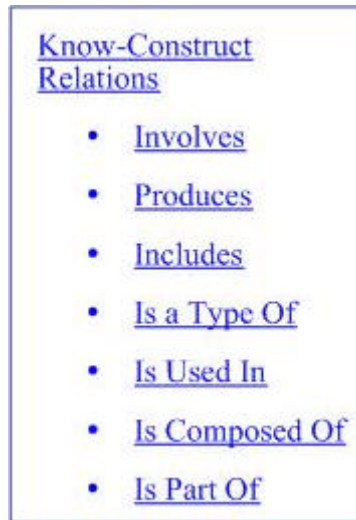 Know-Construct
Relations
• Involves
• Produces
• Includes
• Is a Type Of
• Is Used In
• Is Composed Of
• Is Part Of